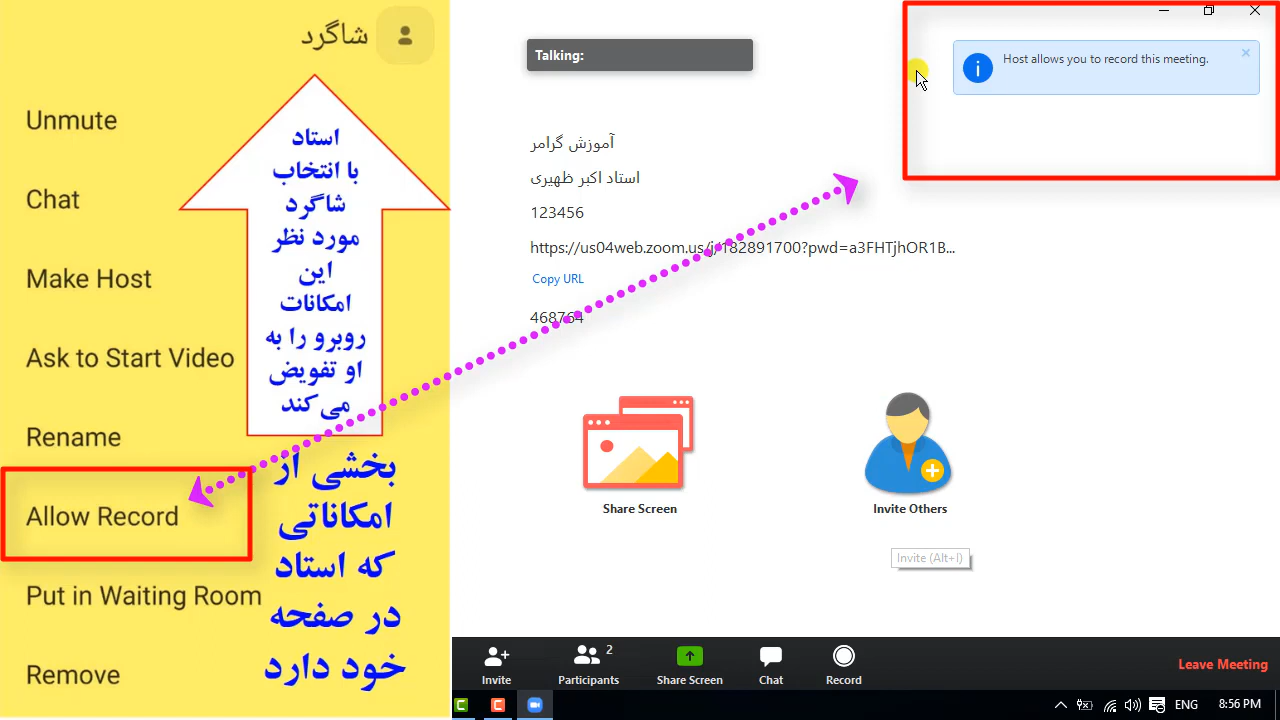 شاگرد
Unmute
Chat
Make Host
Ask to Start Video
Rename
Allow Record
Put in Waiting Room
Remove
استاد
با انتخاب
شاگرد
مورد نظر
این
امکانات
روبرو را به
او تفویض
می‌کند
بخشی از
امکاناتی
که استاد
در صفحه
خود دارد
Talking:
Host allows you to record this meeting.
آموزش گرامر
استاد اکبر ظهیری
123456
https://us04web.zoom.us/j/182891700?pwd=a3FHTjhOR1B...
Copy URL
468764
Share Screen
Invite Others
Invite (Alt+I)
Invite
Participants
2
Share Screen
Chat
Record
Leave Meeting
ENG
8:56 PM